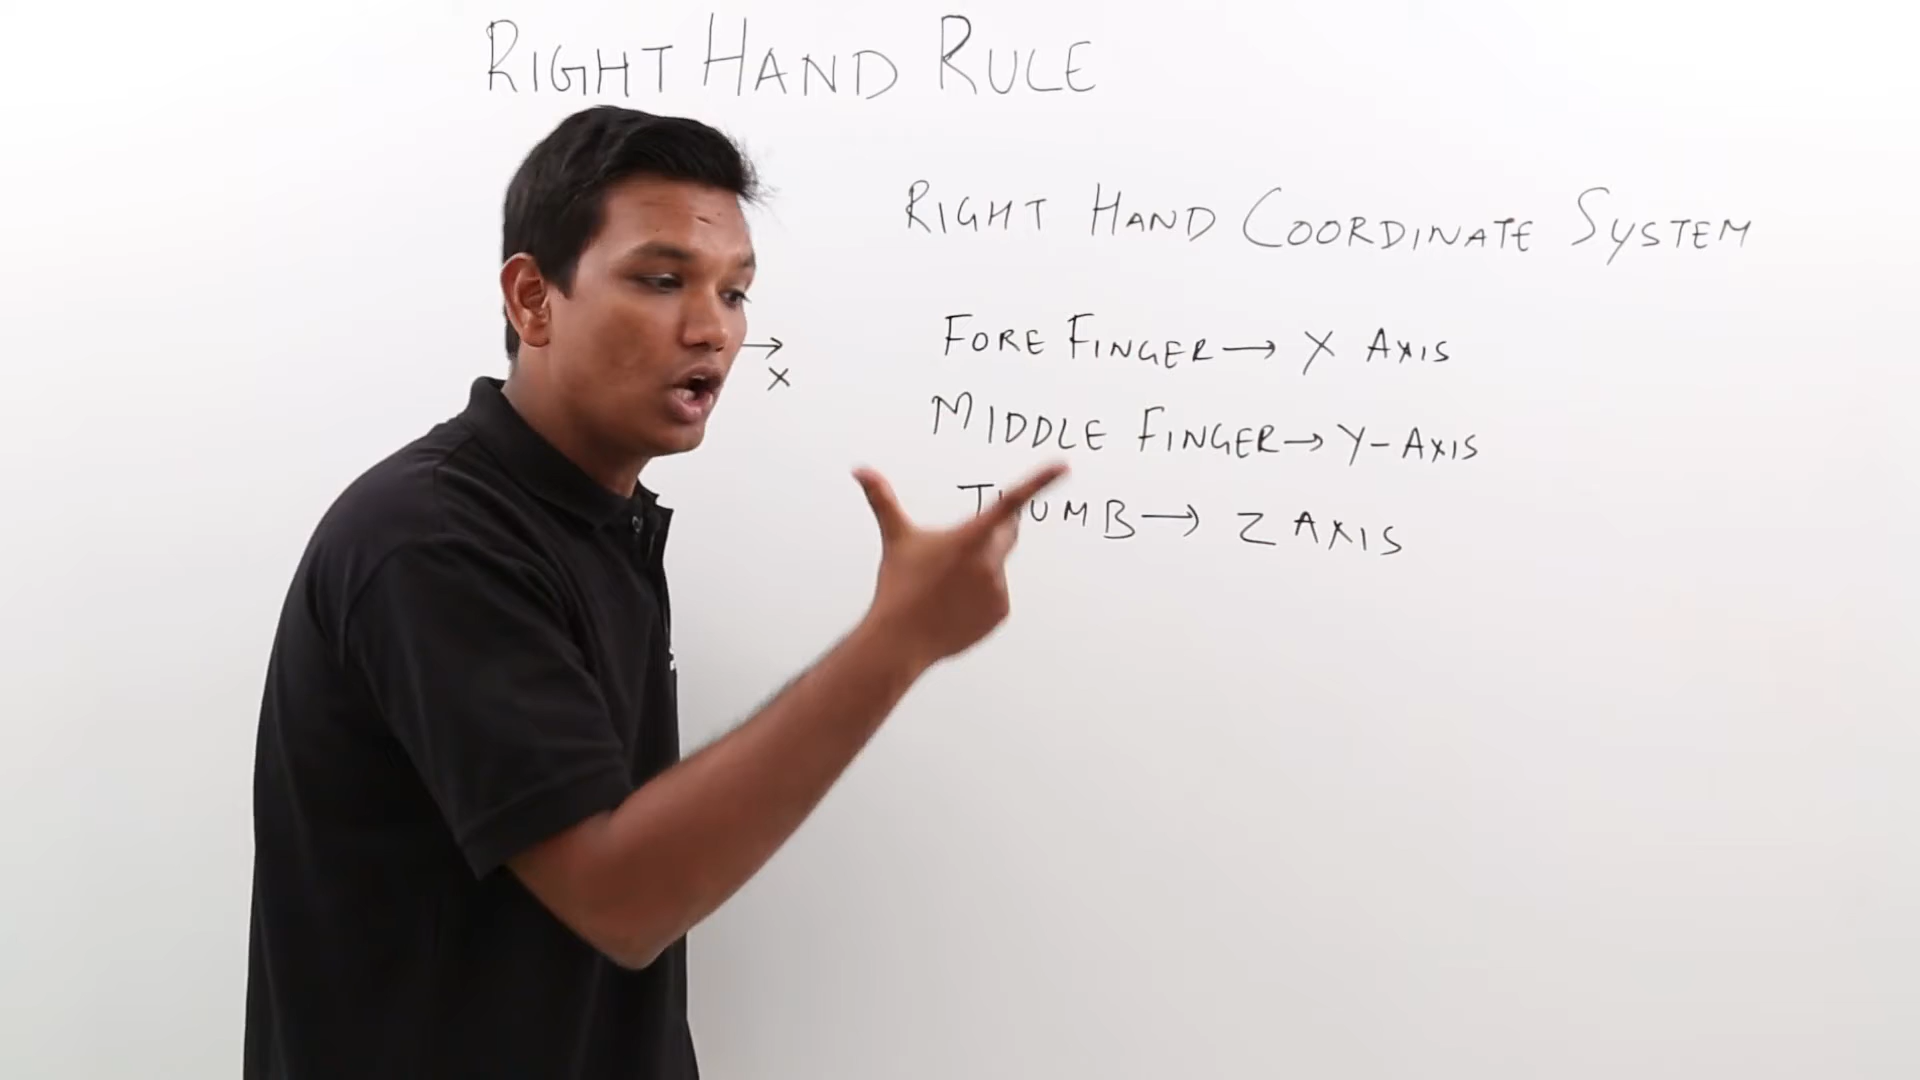 RIGHT HAND RULE
RIGHT HAND COORDINATE SYSTEM
X
FORE FINGER → X AXIS
MIDDLE FINGER → Y-AXIS
THUMB → Z AXIS